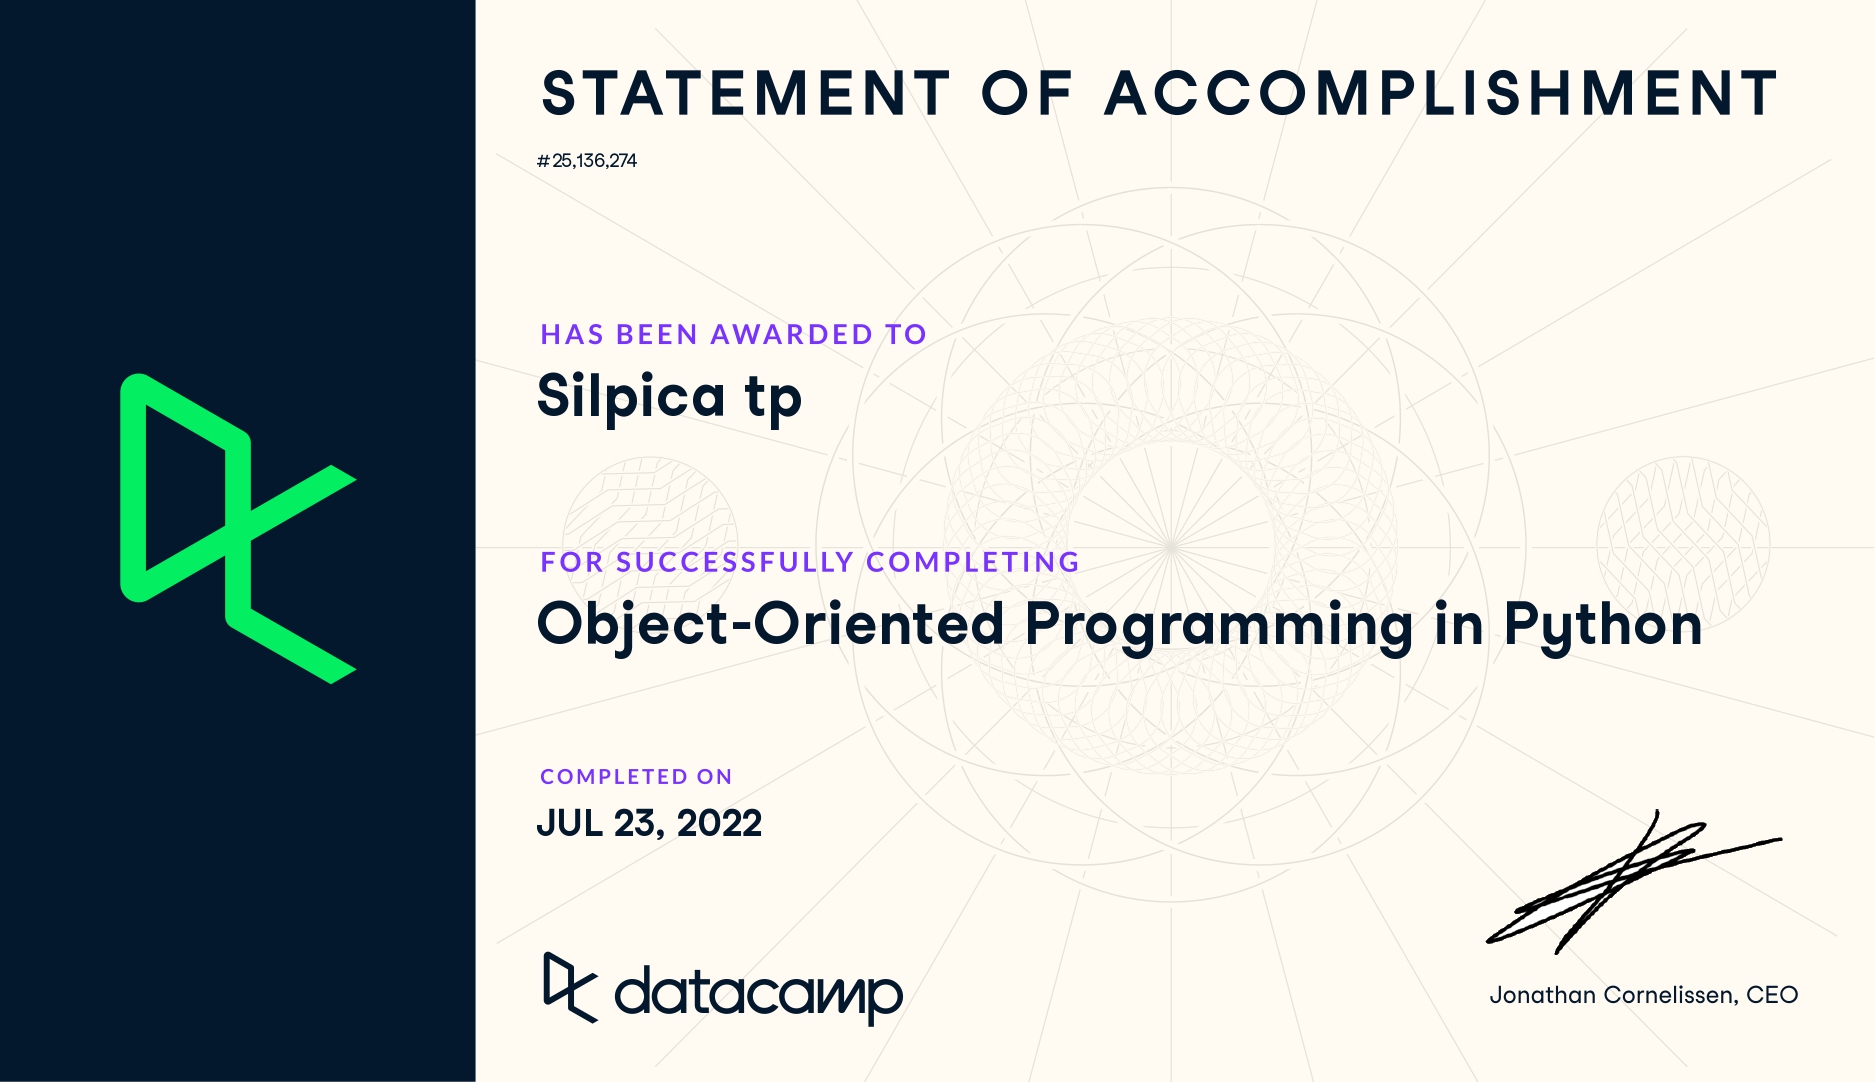 STATEMENT OF ACCOMPLISHMENT
#25,136,274
HAS BEEN AWARDED TO
Silpica tp
FOR SUCCESSFULLY COMPLETING
Object-Oriented Programming in Python
COMPLETED ON
JUL 23, 2022
datacamp
Jonathan Cornelissen, CEO